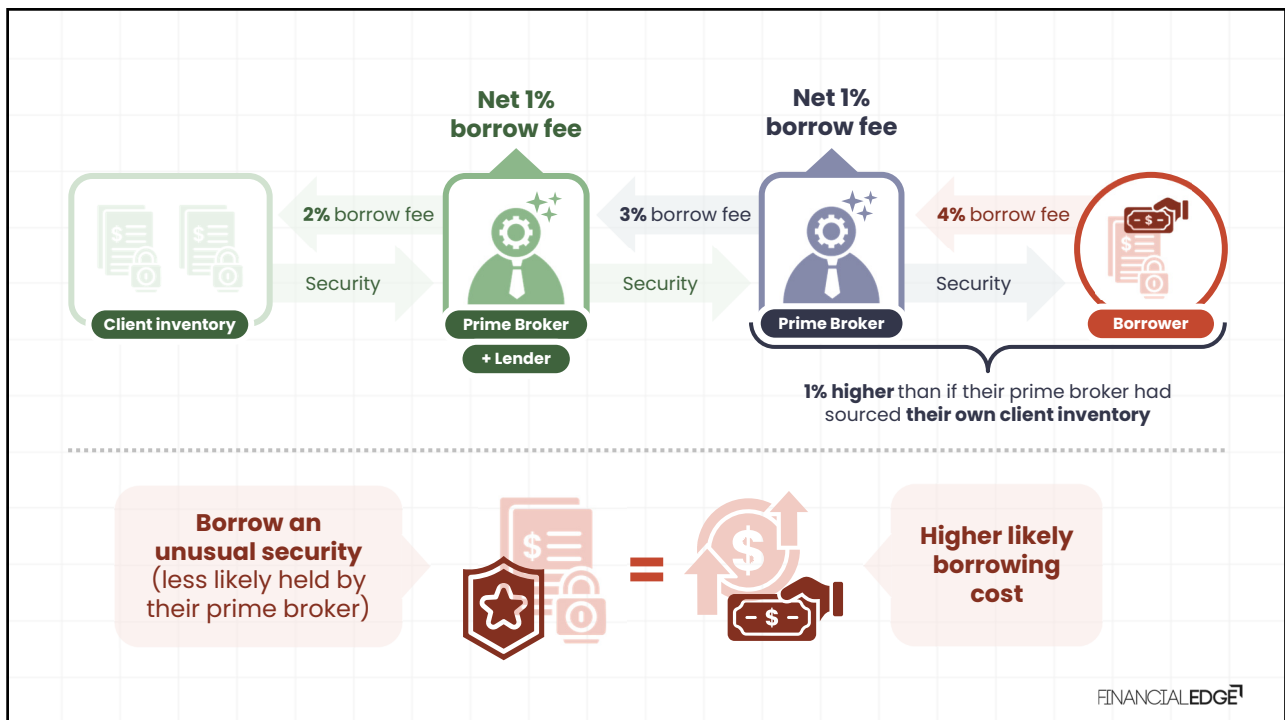 Net 1%
borrow fee
Net 1%
borrow fee
2% borrow fee
3% borrow fee
4% borrow fee
Security
Security
Security
Client inventory
Prime Broker
+ Lender
Prime Broker
Borrower
1% higher than if their prime broker had
sourced their own client inventory
Borrow an
unusual security
(less likely held by
their prime broker)
=
Higher likely
borrowing
cost
FINANCIALEDGE